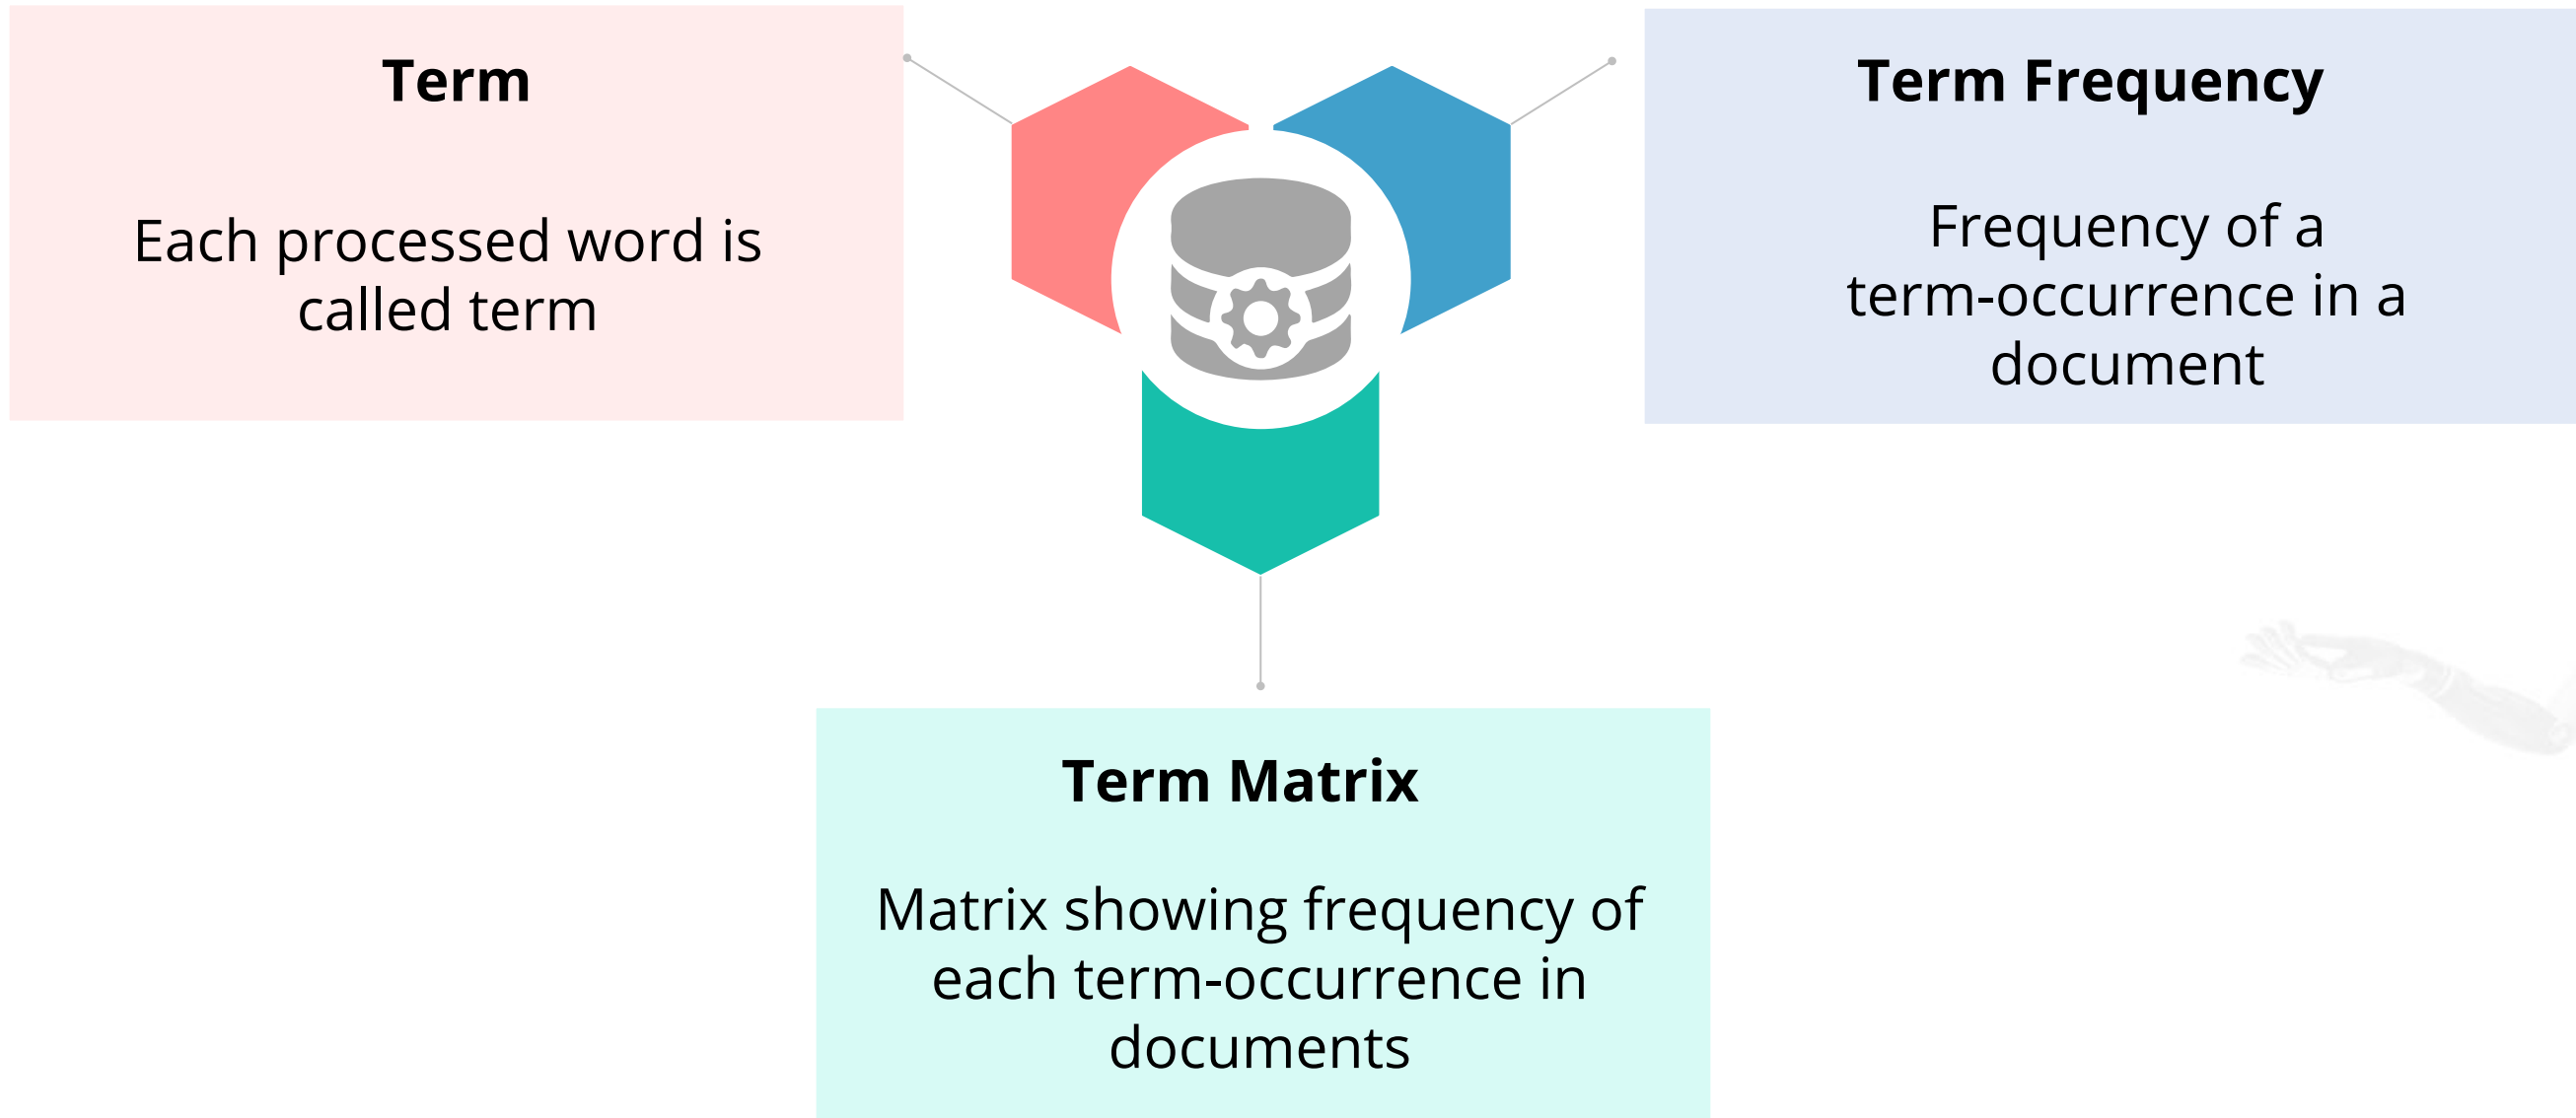 Term
Each processed word is
called term
Term Frequency
Frequency of a
term-occurrence in a
document
Term Matrix
Matrix showing frequency of
each term-occurrence in
documents